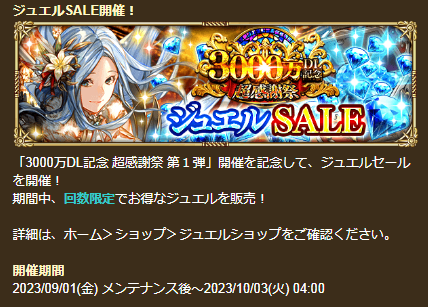 ジュエルSALE開催！
3000万DL記念
超感謝祭
ジュエルSALE
「3000万DL記念 超感謝祭 第１弾」開催を記念して、ジュエルセール
を開催！
期間中、回数限定でお得なジュエルを販売！
詳細は、ホーム＞ショップ＞ジュエルショップをご確認ください。
開催期間
2023/09/01(金) メンテナンス後～2023/10/03(火) 04:00